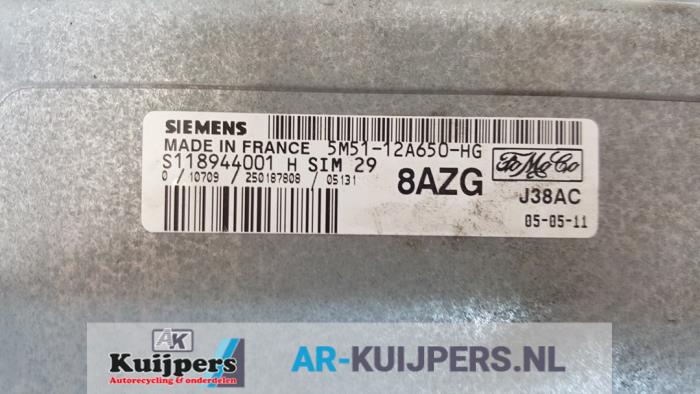 SIEMENS
MADE IN FRANCE 5M51-12A650-HG
S118944001 H SIM 29
0 / 10709 / 250187808 / 05131
8AZG
FoMoCo
J38AC
05-05-11
AK
Kuijpers
Autorecycling & onderdelen
AR-KUIJPERS.NL